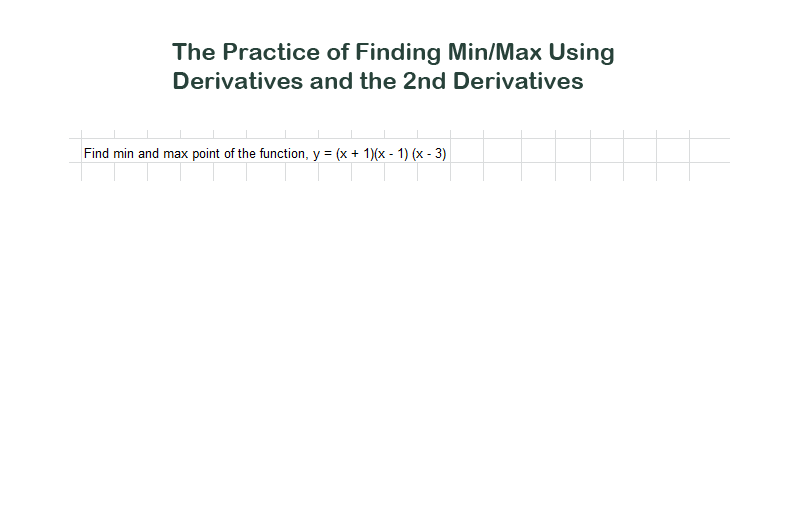 The Practice of Finding Min/Max Using
Derivatives and the 2nd Derivatives
Find min and max point of the function, y = (x + 1)(x - 1) (x - 3)